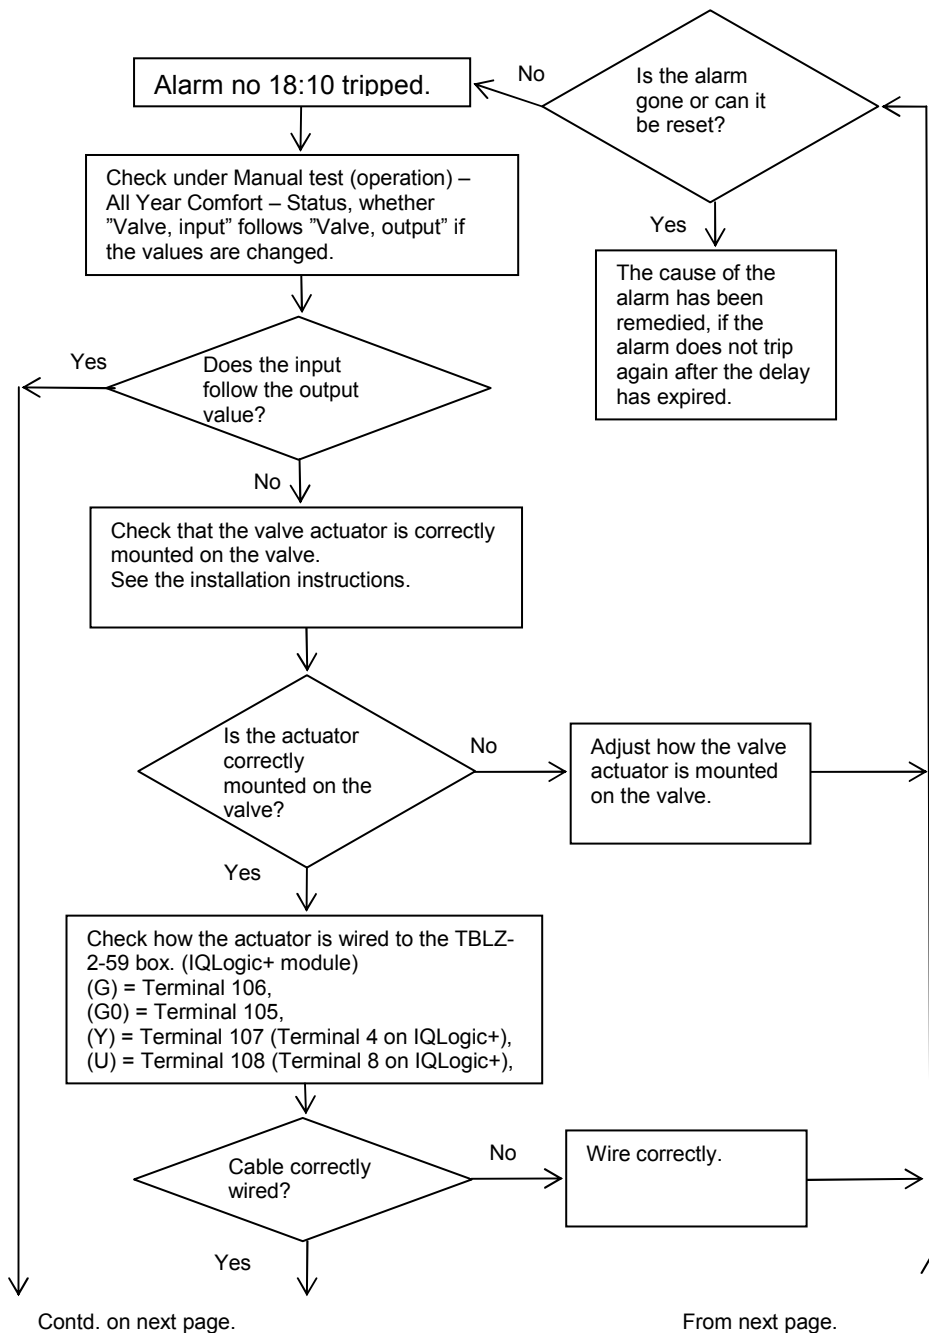 Alarm no 18:10 tripped.
No
Is the alarm
gone or can it
be reset?
Check under Manual test (operation) –
All Year Comfort – Status, whether
”Valve, input” follows ”Valve, output” if
the values are changed.
Yes
The cause of the
alarm has been
remedied, if the
alarm does not trip
again after the delay
has expired.
Yes
Does the input
follow the output
value?
No
Check that the valve actuator is correctly
mounted on the valve.
See the installation instructions.
Is the actuator
correctly
mounted on the
valve?
No
Adjust how the valve
actuator is mounted
on the valve.
Yes
Check how the actuator is wired to the TBLZ-
2-59 box. (IQLogic+ module)
(G) = Terminal 106,
(G0) = Terminal 105,
(Y) = Terminal 107 (Terminal 4 on IQLogic+),
(U) = Terminal 108 (Terminal 8 on IQLogic+),
Cable correctly
wired?
No
Wire correctly.
Yes
Contd. on next page.
From next page.